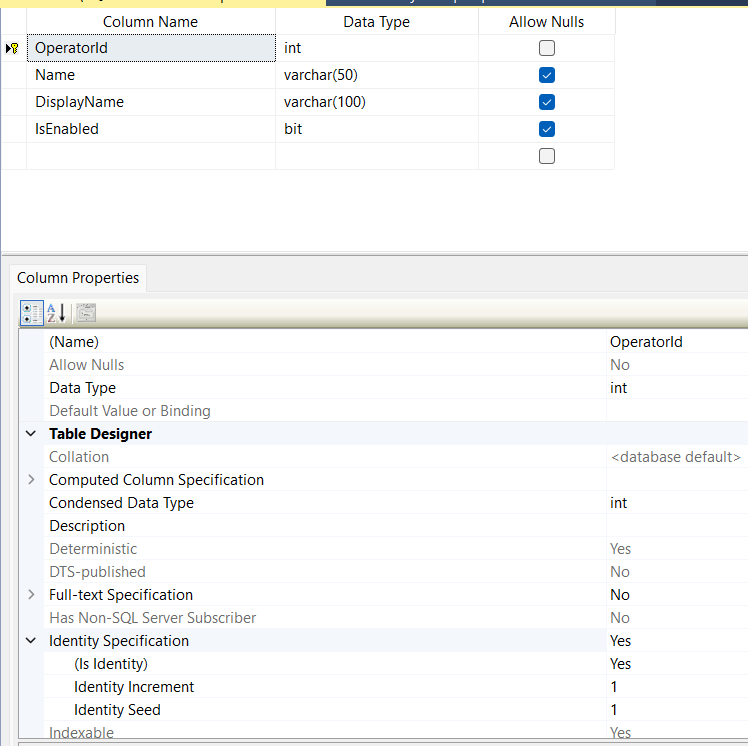 Column Name Data Type Allow Nulls
OperatorId int
Name varchar(50)
DisplayName varchar(100)
IsEnabled bit
Column Properties
(Name) OperatorId
Allow Nulls No
Data Type int
Default Value or Binding
Table Designer
Collation <database default>
Computed Column Specification
Condensed Data Type int
Description
Deterministic Yes
DTS-published No
Full-text Specification No
Has Non-SQL Server Subscriber No
Identity Specification Yes
(Is Identity) Yes
Identity Increment 1
Identity Seed 1
Indexable Yes